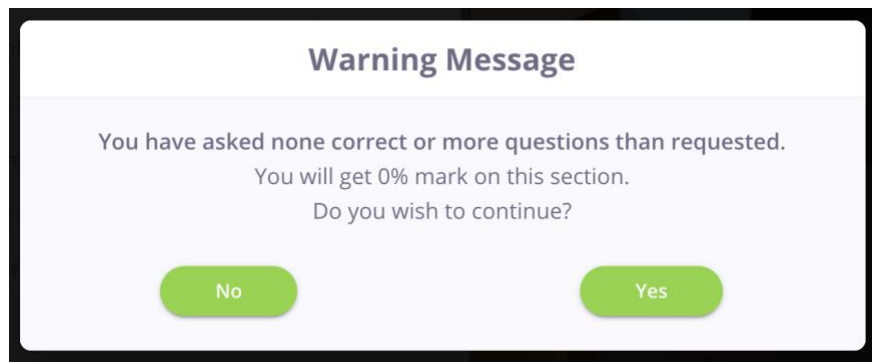 Warning Message
You have asked none correct or more questions than requested.
You will get 0% mark on this section.
Do you wish to continue?
No
Yes